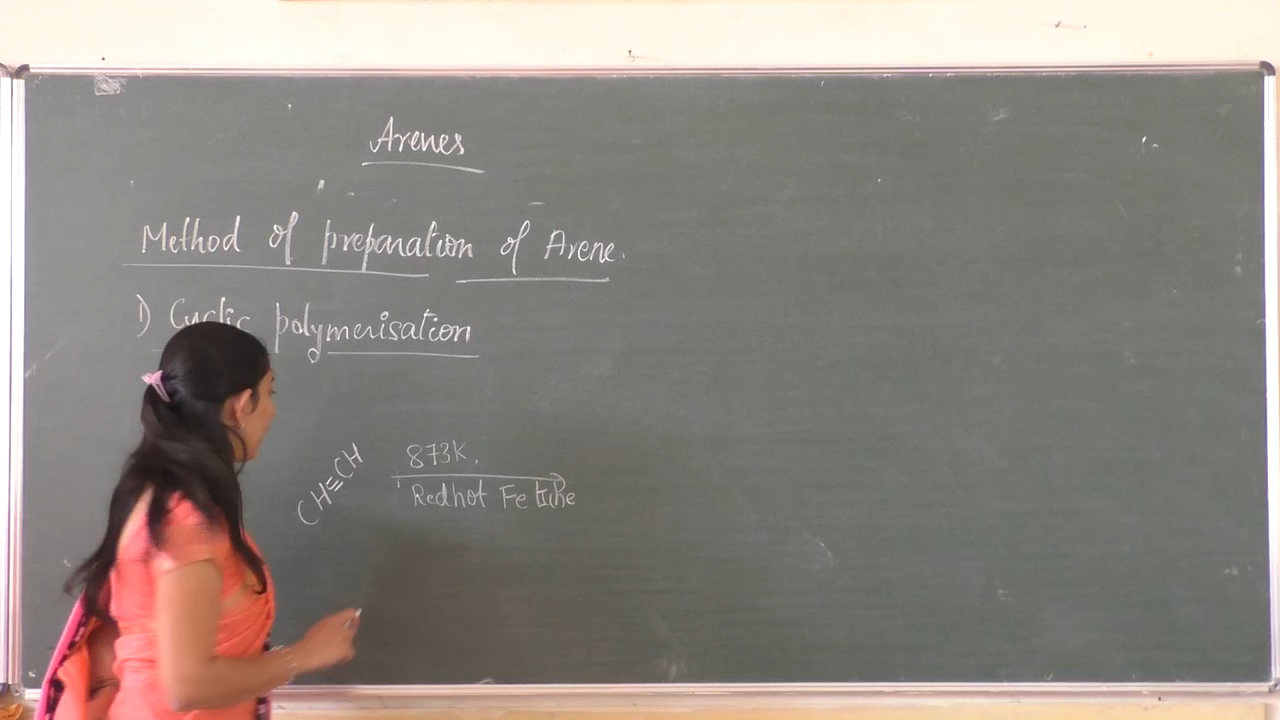 Arenes
Method of preparation of Arene.
1) Cyclic polymerisation
CH≡CH
873K,
Redhot Fe tube